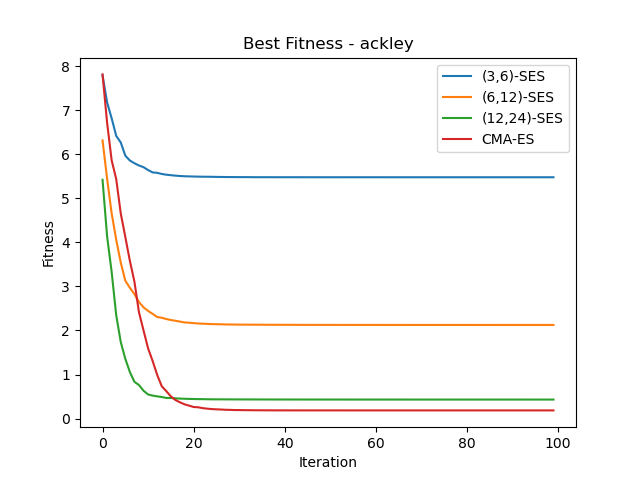 Best Fitness - ackley
Fitness
8
7
6
5
4
3
2
1
0
(3,6)-SES
(6,12)-SES
(12,24)-SES
CMA-ES
0 20 40 60 80 100
Iteration